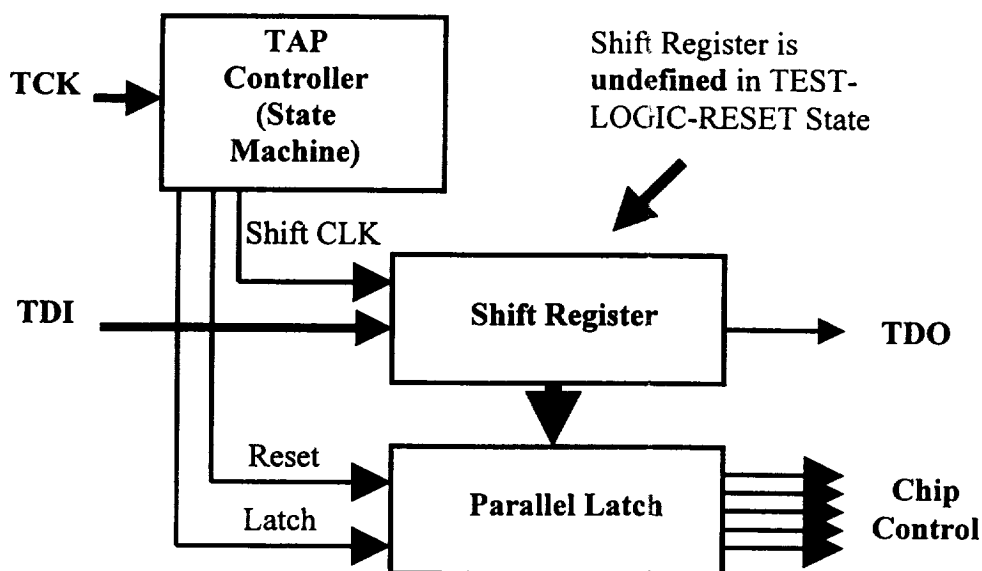 TAP
Controller
(State
Machine)
TCK
Shift Register is
undefined in TEST-
LOGIC-RESET State
Shift CLK
TDI
Shift Register
TDO
Reset
Latch
Parallel Latch
Chip
Control